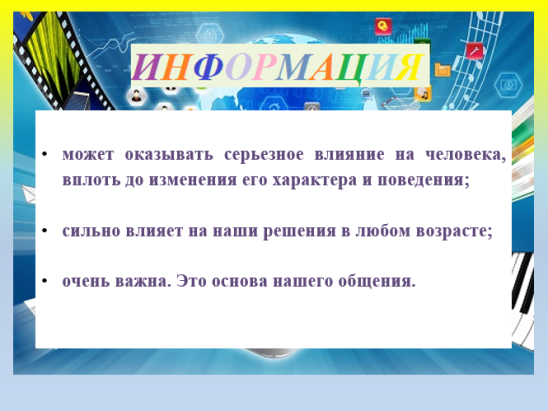 ИНФОРМАЦИЯ
• может оказывать серьезное влияние на человека,
вплоть до изменения его характера и поведения;
• сильно влияет на наши решения в любом возрасте;
• очень важна. Это основа нашего общения.